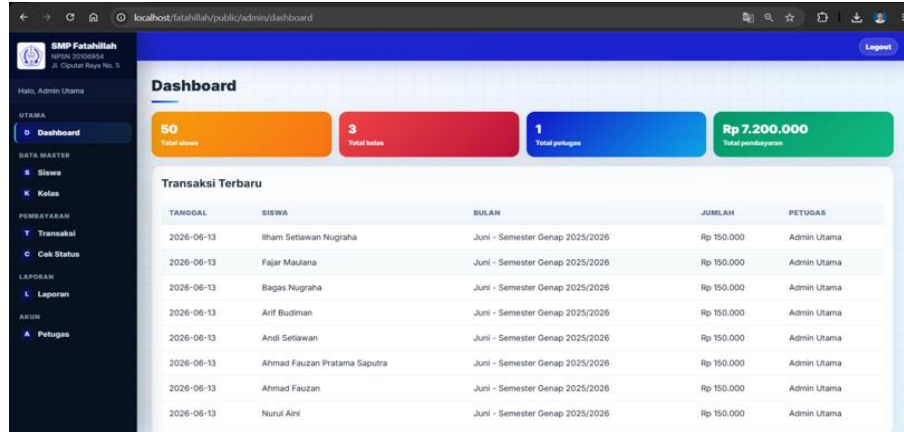 localhost/fatahillah/public/admin/dashboard
SMP Fatahillah
NPSN 20106954
Jl. Ciputat Raya No. 5
Logout
Halo, Admin Utama
UTAMA
D Dashboard
DATA MASTER
S Siswa
K Kelas
PEMBAYARAN
T Transaksi
C Cek Status
LAPORAN
L Laporan
AKUN
A Petugas
Dashboard
50
Total siswa
3
Total kelas
1
Total petugas
Rp 7.200.000
Total pembayaran
Transaksi Terbaru
TANGGAL SISWA BULAN JUMLAH PETUGAS
2026-06-13 Ilham Setiawan Nugraha Juni - Semester Genap 2025/2026 Rp 150.000 Admin Utama
2026-06-13 Fajar Maulana Juni - Semester Genap 2025/2026 Rp 150.000 Admin Utama
2026-06-13 Bagas Nugraha Juni - Semester Genap 2025/2026 Rp 150.000 Admin Utama
2026-06-13 Arif Budiman Juni - Semester Genap 2025/2026 Rp 150.000 Admin Utama
2026-06-13 Andi Setiawan Juni - Semester Genap 2025/2026 Rp 150.000 Admin Utama
2026-06-13 Ahmad Fauzan Pratama Saputra Juni - Semester Genap 2025/2026 Rp 150.000 Admin Utama
2026-06-13 Ahmad Fauzan Juni - Semester Genap 2025/2026 Rp 150.000 Admin Utama
2026-06-13 Nurul Aini Juni - Semester Genap 2025/2026 Rp 150.000 Admin Utama